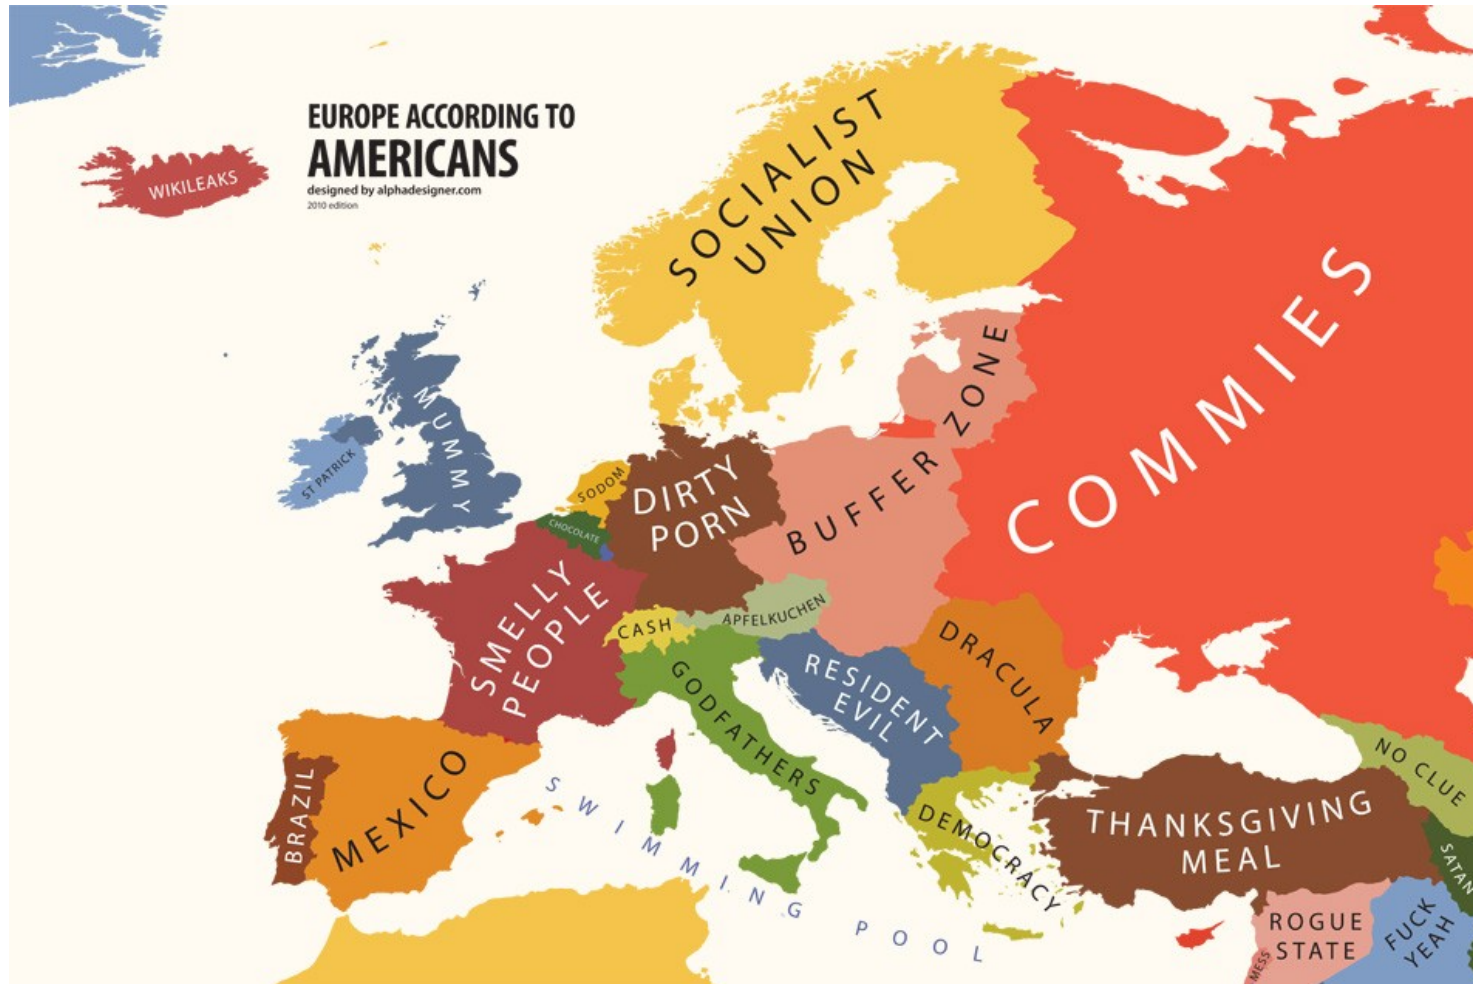 EUROPE ACCORDING TO
AMERICANS
designed by alphadesigner.com
2010 edition
WIKILEAKS
SOCIALIST
UNION
COMMIES
MUMMY
ST PATRICK
SODOM
CHOCOLATE
DIRTY
PORN
BUFFER ZONE
SMELLY
PEOPLE
CASH
APFELKUCHEN
GODFATHERS
RESIDENT
EVIL
DRACULA
BRAZIL
MEXICO
SWIMMING POOL
DEMOCRACY
THANKSGIVING
MEAL
NO CLUE
SATAN
ROGUE
STATE
MESS
FUCK
YEAH